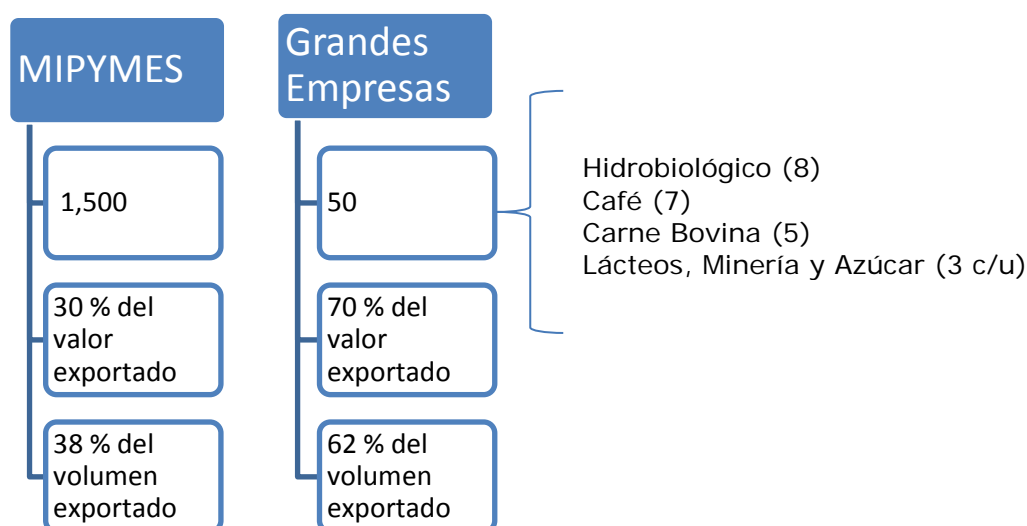 MIPYMES
1,500
30 % del
valor
exportado
38 % del
volumen
exportado
Grandes
Empresas
50
70 % del
valor
exportado
62 % del
volumen
exportado
Hidrobiológico (8)
Café (7)
Carne Bovina (5)
Lácteos, Minería y Azúcar (3 c/u)